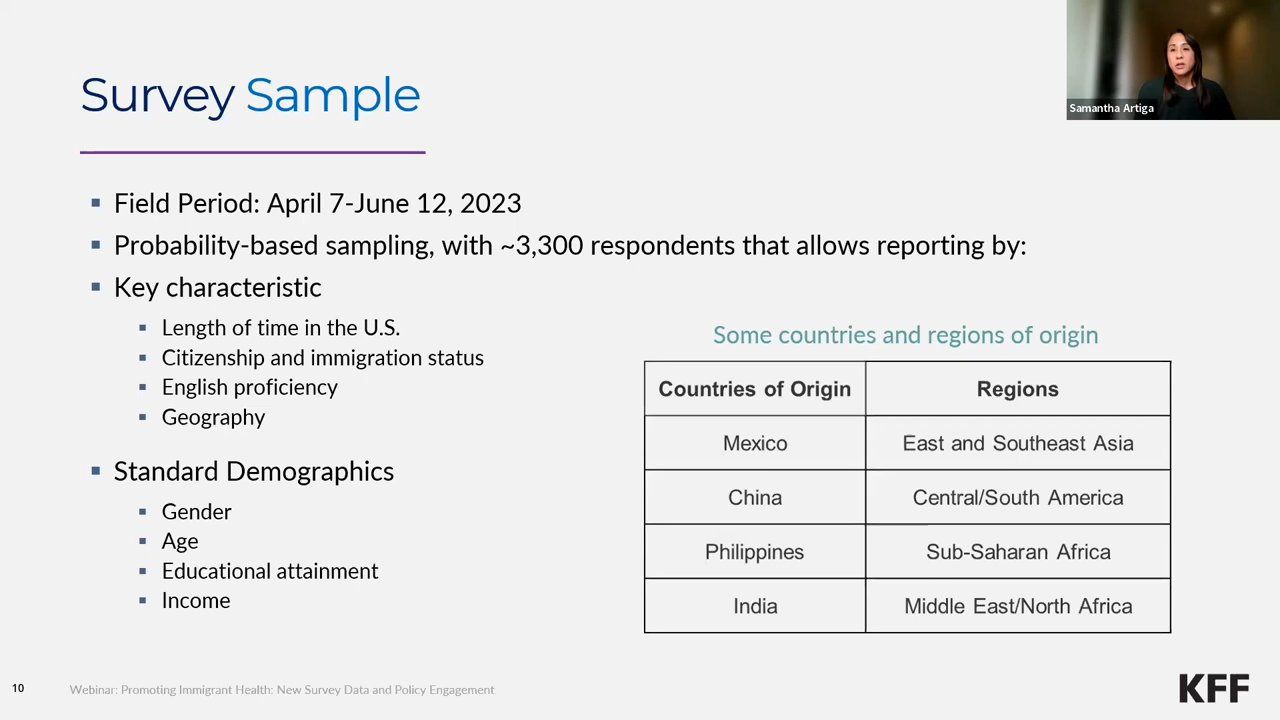 Survey Sample
Samantha Artiga
Field Period: April 7-June 12, 2023
Probability-based sampling, with ~3,300 respondents that allows reporting by:
Key characteristic
Length of time in the U.S.
Citizenship and immigration status
English proficiency
Geography
Standard Demographics
Gender
Age
Educational attainment
Income
Some countries and regions of origin
Countries of Origin Regions
Mexico East and Southeast Asia
China Central/South America
Philippines Sub-Saharan Africa
India Middle East/North Africa
10 Webinar: Promoting Immigrant Health: New Survey Data and Policy Engagement
KFF